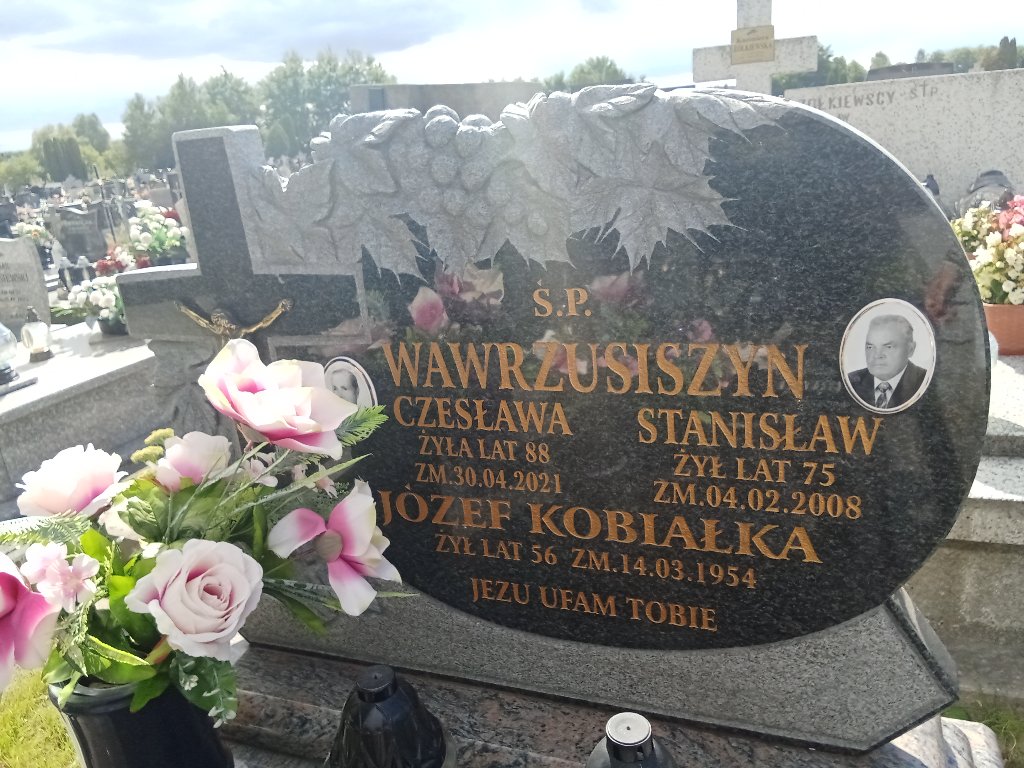 Ś.P.
WAWRZUSISZYN
CZESŁAWA
ŻYŁA LAT 88
ZM.30.04.2021
STANISŁAW
ŻYŁ LAT 75
ZM.04.02.2008
JÓZEF KOBIAŁKA
ŻYŁ LAT 56 ZM.14.03.1954
JEZU UFAM TOBIE